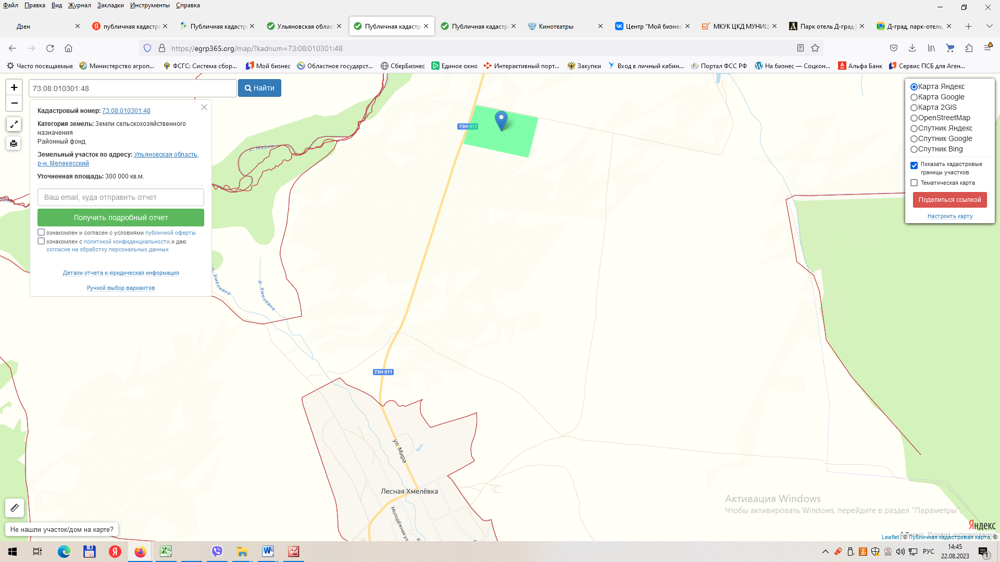 Файл Правка Вид Журнал Закладки Инструменты Справка
Дзен
публичная кадастро
Публичная кадастр
Ульяновская област
Публичная кадастр
Публичная кадастр
Кинотеатры
Центр "Мой бизнес
МКУК ЦКД МУНИЦ
Парк отель Д-град |
Д-град, парк-отель,
https://egrp365.org/map/?kadnum=73:08:010301:48
Часто посещаемые
Министерство агроп...
ФСГС: Система сбор...
Мой бизнес
Областное государст...
СберБизнес
Единое окно
Интерактивный порт...
Закупки
Вход в личный кабин...
Портал ФСС РФ
На бизнес — Соцкон...
Альфа Банк
Сервис ПСБ для Аген...
+
−
73:08:010301:48
Найти
Кадастровый номер: 73:08:010301:48
Категория земель: Земли сельскохозяйственного
назначения
Районный фонд
Земельный участок по адресу: Ульяновская область,
р-н. Мелекесский
Уточненная площадь: 300 000 кв.м.
Ваш email, куда отправить отчет
Получить подробный отчет
ознакомлен и согласен с условиями публичной оферты
ознакомлен с политикой конфиденциальности и даю
согласие на обработку персональных данных
Детали отчета и юридическая информация
Ручной выбор вариантов
Карта Яндекс
Карта Google
Карта 2GIS
OpenStreetMap
Спутник Яндекс
Спутник Google
Спутник Bing
Показать кадастровые
границы участков
Тематическая карта
Поделиться ссылкой
Настроить карту
73Н-011
р. Майна
р. Хмелевка
р. Хмелевка
73Н-011
ул. Мира
Лесная Хмелёвка
Молодёжная ул.
Активация Windows
Чтобы активировать Windows, перейдите в раздел "Параметры".
Не нашли участок/дом на карте?
Яндекс
© Яндекс Условия использования
Leaflet | © Публичная кадастровая карта, ©
РУС
14:45
22.08.2023
1